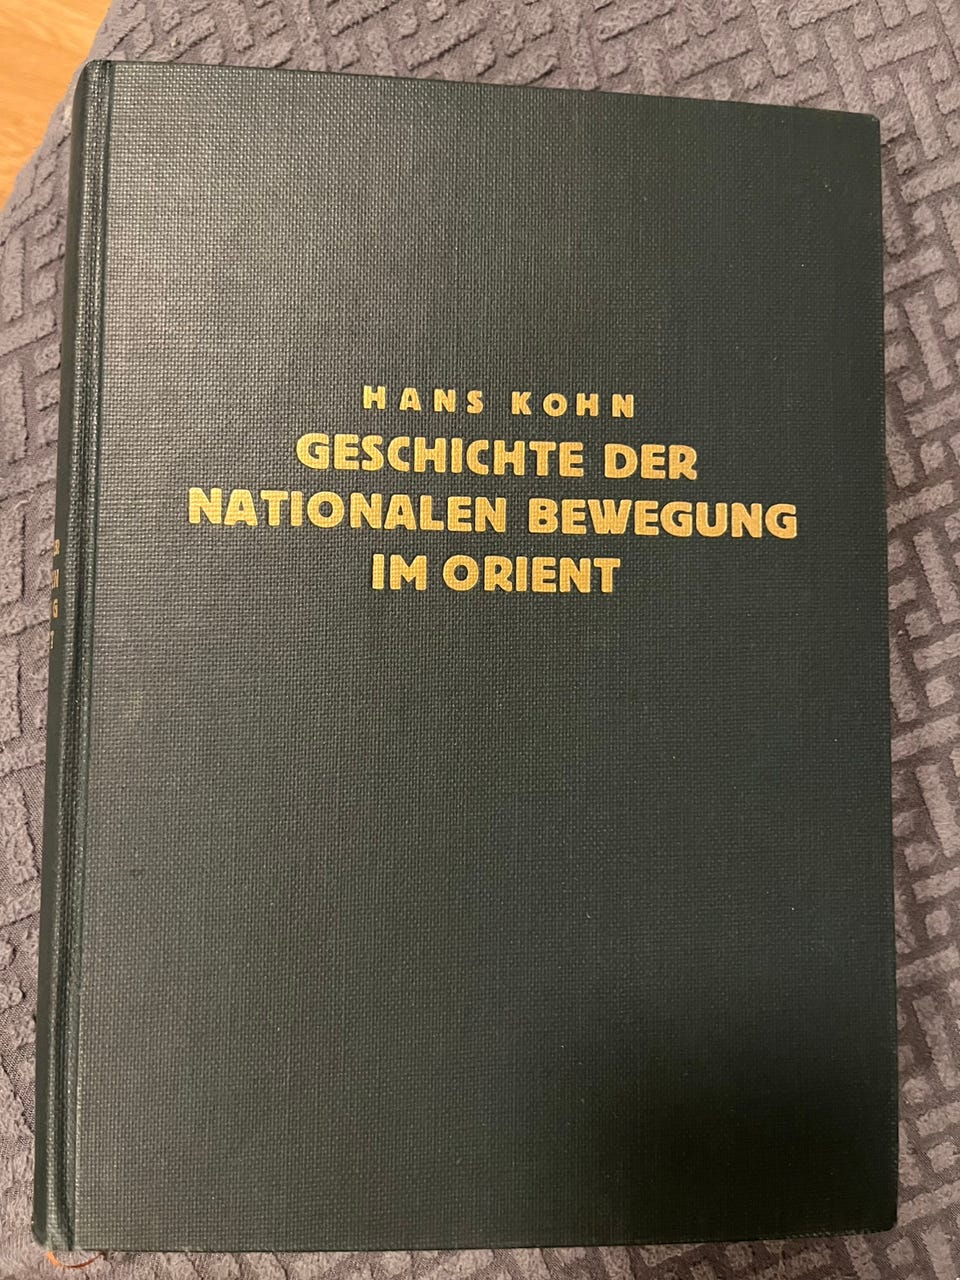 HANS KOHN
GESCHICHTE DER
NATIONALEN BEWEGUNG
IM ORIENT